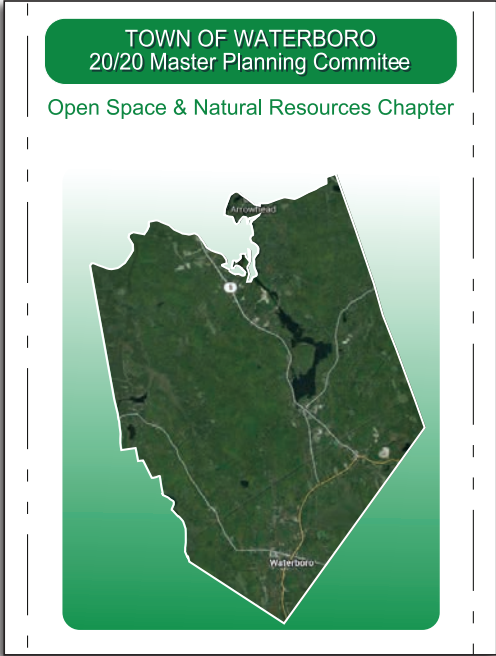 TOWN OF WATERBORO
20/20 Master Planning Commitee
Open Space & Natural Resources Chapter
Arrowhead
Waterboro